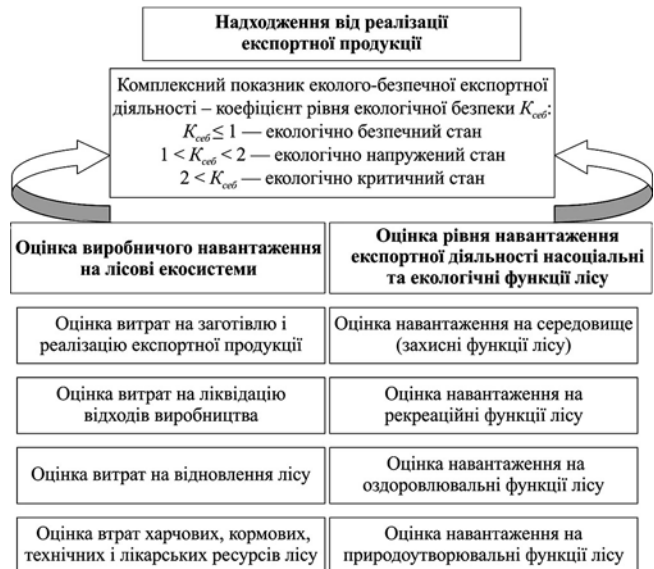 Надходження від реалізації
експортної продукції
Комплексний показник еколого-безпечної експортної
діяльності – коефіцієнт рівня екологічної безпеки Kсеб:
Kсеб ≤ 1 — екологічно безпечний стан
1 < Kсеб < 2 — екологічно напружений стан
2 < Kсеб — екологічно критичний стан
Оцінка виробничого навантаження
на лісові екосистеми
Оцінка рівня навантаження
експортної діяльності насоціальні
та екологічні функції лісу
Оцінка витрат на заготівлю і
реалізацію експортної продукції
Оцінка навантаження на середовище
(захисні функції лісу)
Оцінка витрат на ліквідацію
відходів виробництва
Оцінка навантаження на
рекреаційні функції лісу
Оцінка витрат на відновлення лісу
Оцінка навантаження на
оздоровлювальні функції лісу
Оцінка втрат харчових, кормових,
технічних і лікарських ресурсів лісу
Оцінка навантаження на
природоутворювальні функції лісу